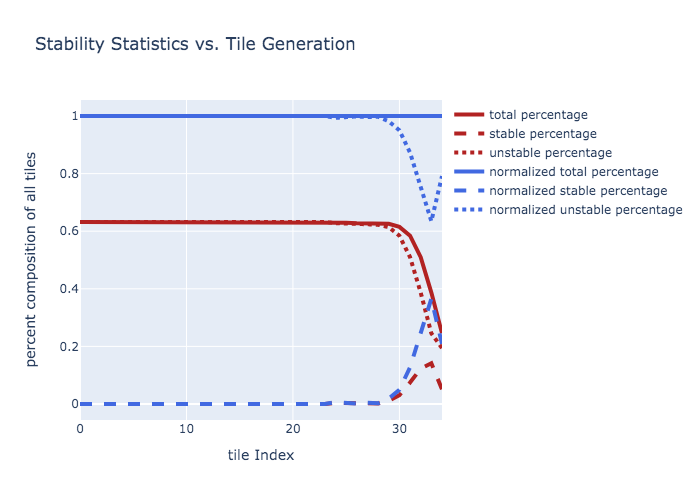 Stability Statistics vs. Tile Generation
total percentage
stable percentage
unstable percentage
normalized total percentage
normalized stable percentage
normalized unstable percentage
percent composition of all tiles
1
0.8
0.6
0.4
0.2
0
0
10
20
30
tile Index